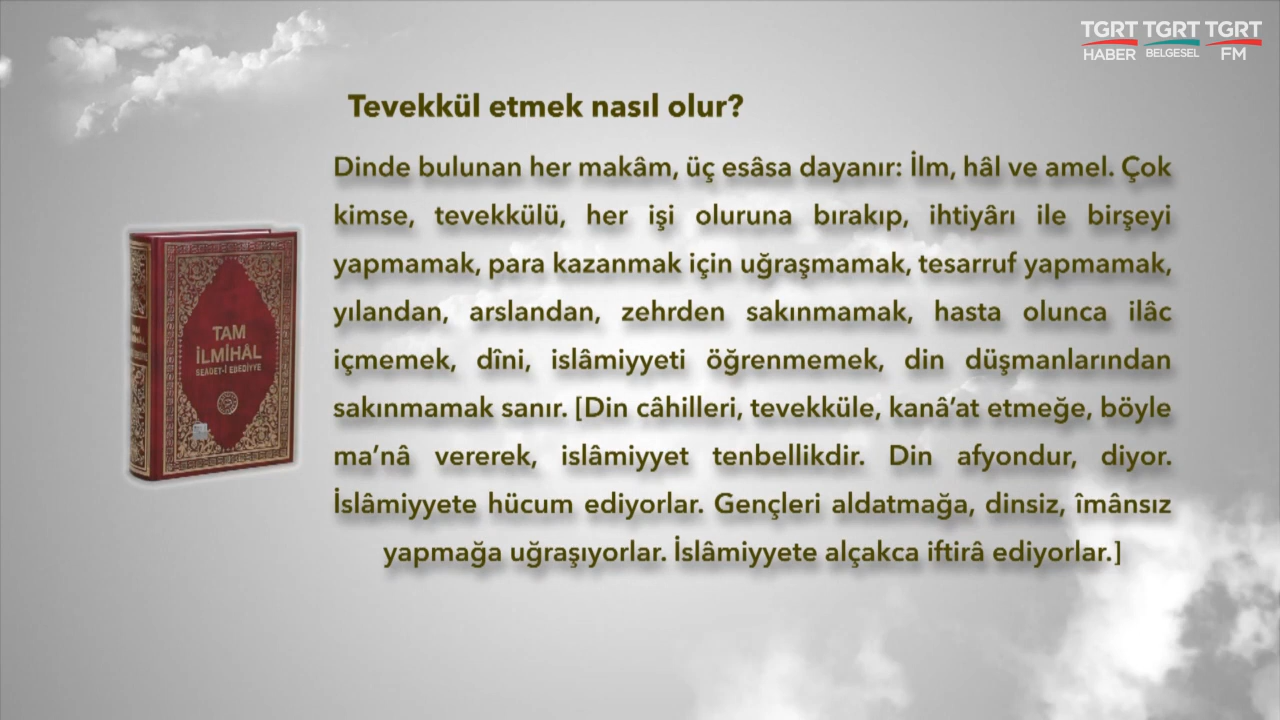 TGRT TGRT TGRT
HABER BELGESEL FM
Tevekkül etmek nasıl olur?
Dinde bulunan her makâm, üç esâsa dayanır: İlm, hâl ve amel. Çok
kimse, tevekkülü, her işi oluruna bırakıp, ihtiyârı ile birşeyi
yapmamak, para kazanmak için uğraşmamak, tesarruf yapmamak,
yılandan, arslandan, zehrden sakınmamak, hasta olunca ilâc
içmemek, dîni, islâmiyyeti öğrenmemek, din düşmanlarından
sakınmamak sanır. [Din câhilleri, tevekküle, kanâ’at etmeğe, böyle
ma’nâ vererek, islâmiyyet tenbellikdir. Din afyondur, diyor.
İslâmiyyete hücum ediyorlar. Gençleri aldatmağa, dinsiz, îmânsız
yapmağa uğraşıyorlar. İslâmiyyete alçakca iftirâ ediyorlar.]
TAM
İLMİHÂL
SEÂDET-İ EBEDİYYE